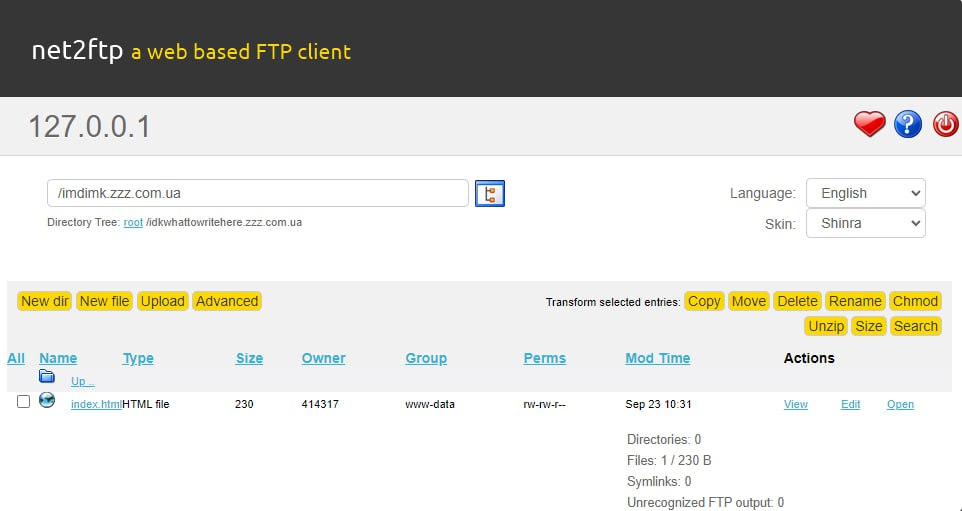 net2ftp a web based FTP client
127.0.0.1
/imdimk.zzz.com.ua
Language: English
Directory Tree: root /idkwhattowritehere.zzz.com.ua
Skin: Shinra
New dir New file Upload Advanced
Transform selected entries: Copy Move Delete Rename Chmod
Unzip Size Search
All Name Type Size Owner Group Perms Mod Time Actions
Up ..
index.html HTML file 230 414317 www-data rw-rw-r-- Sep 23 10:31 View Edit Open
Directories: 0
Files: 1 / 230 B
Symlinks: 0
Unrecognized FTP output: 0